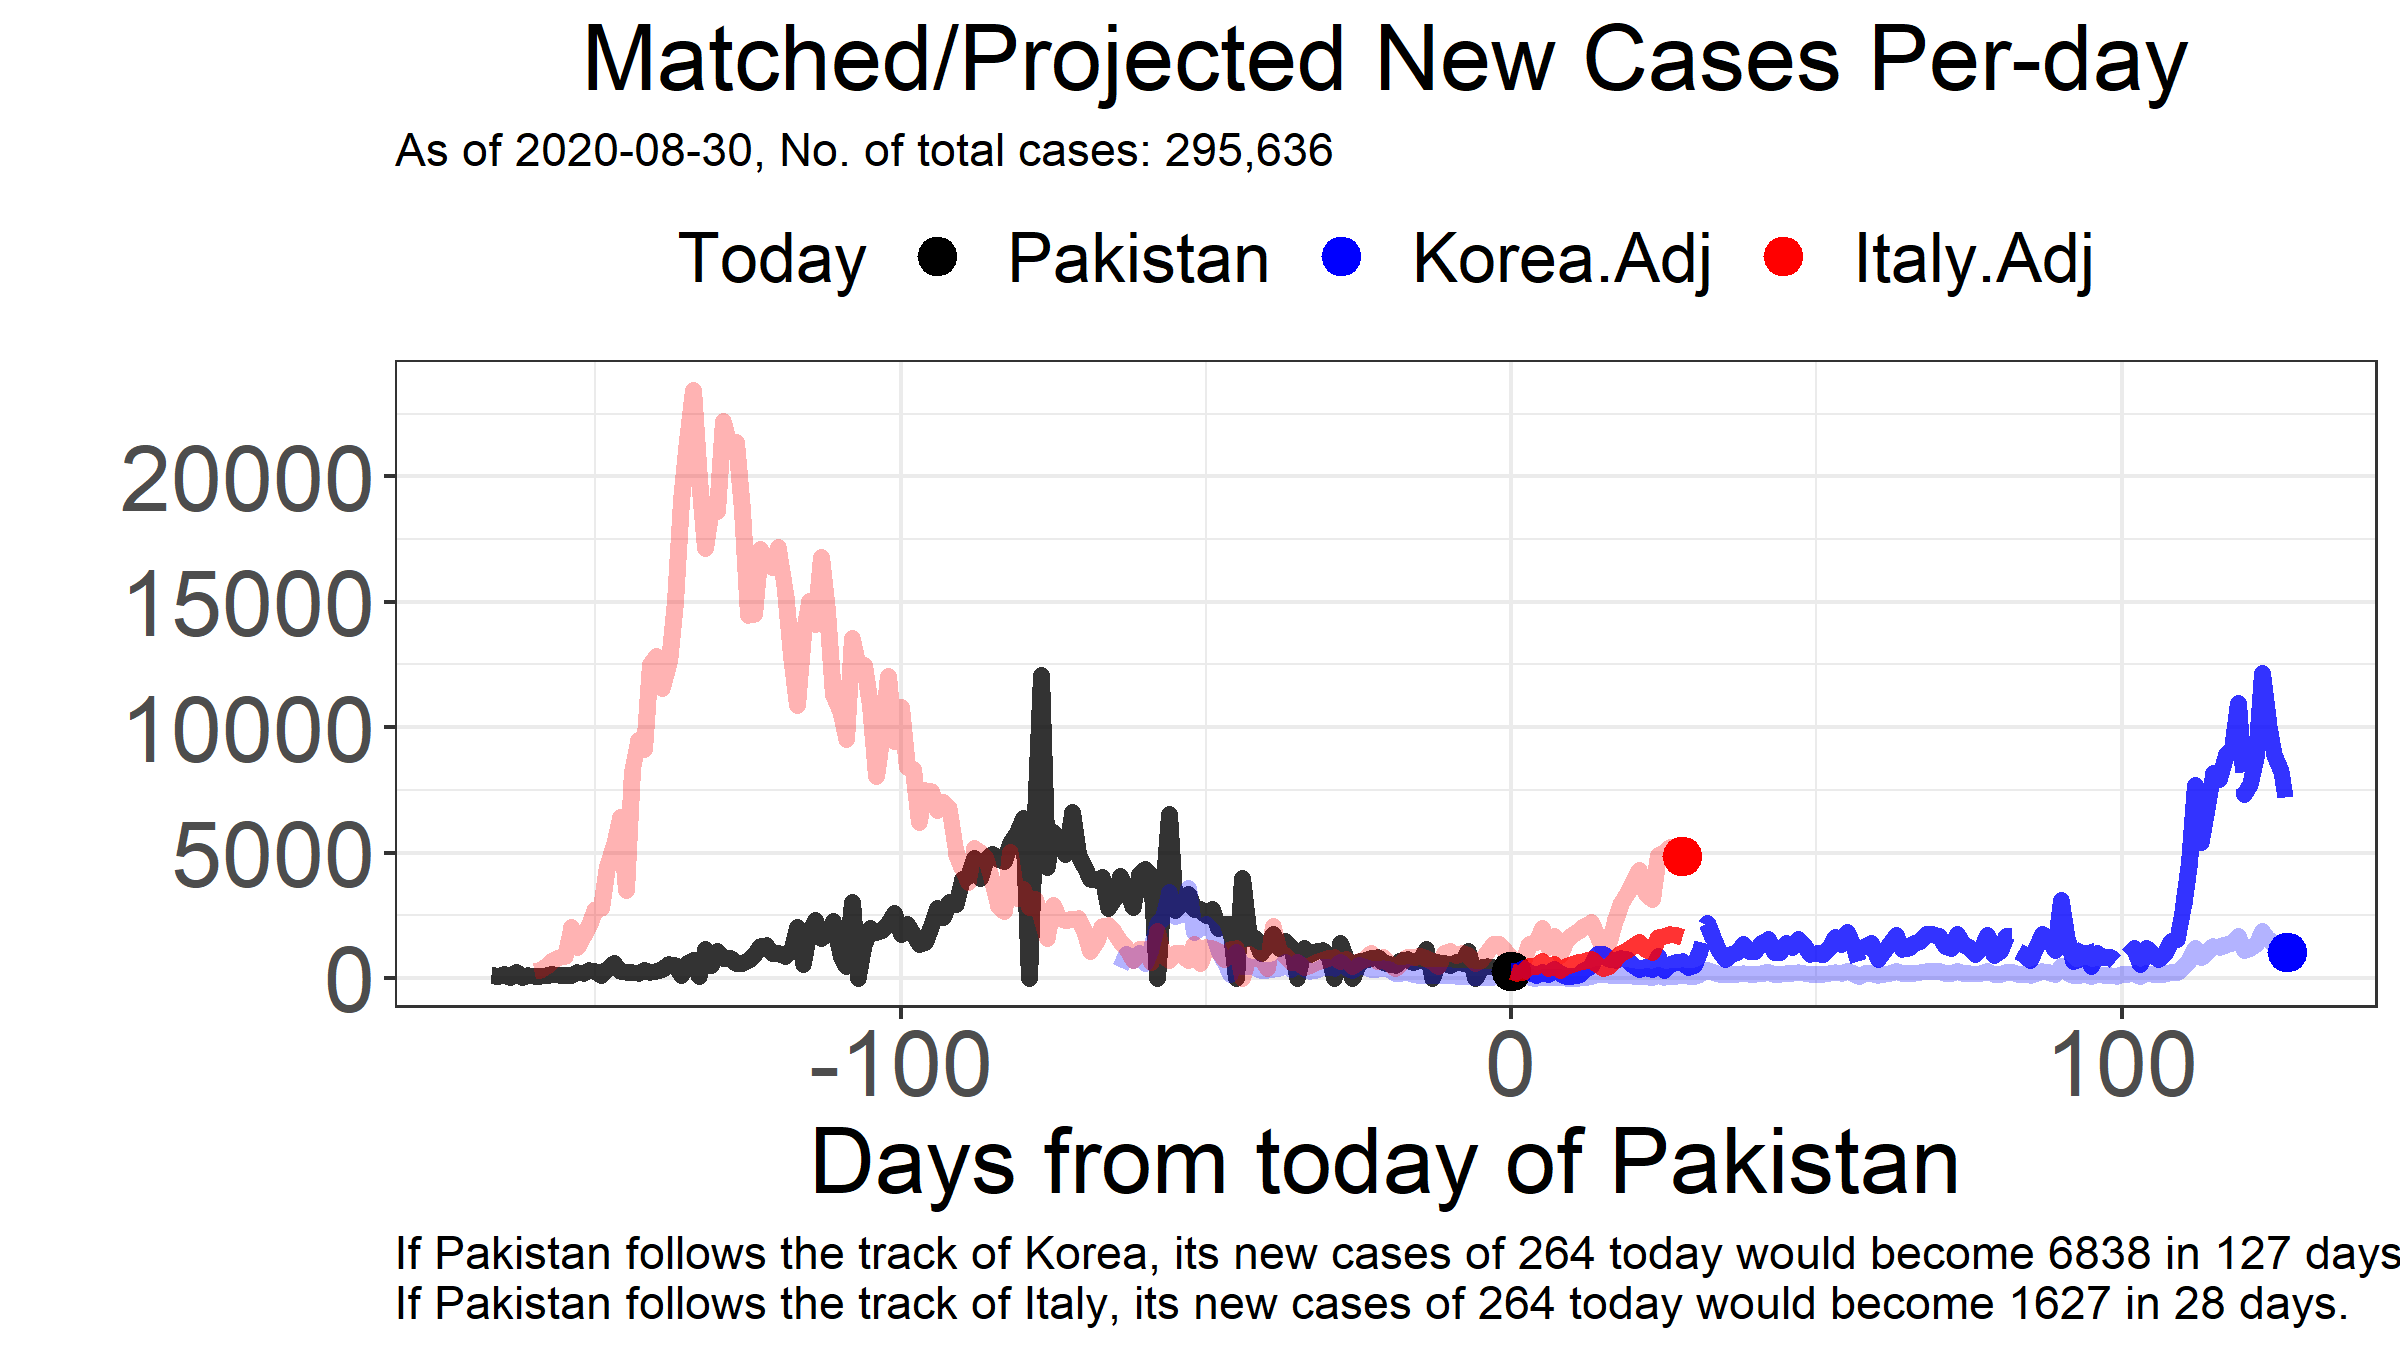 Matched/Projected New Cases Per-day
As of 2020-08-30, No. of total cases: 295,636
Today Pakistan Korea.Adj Italy.Adj
20000
15000
10000
5000
0
-100 0 100
Days from today of Pakistan
If Pakistan follows the track of Korea, its new cases of 264 today would become 6838 in 127 days
If Pakistan follows the track of Italy, its new cases of 264 today would become 1627 in 28 days.